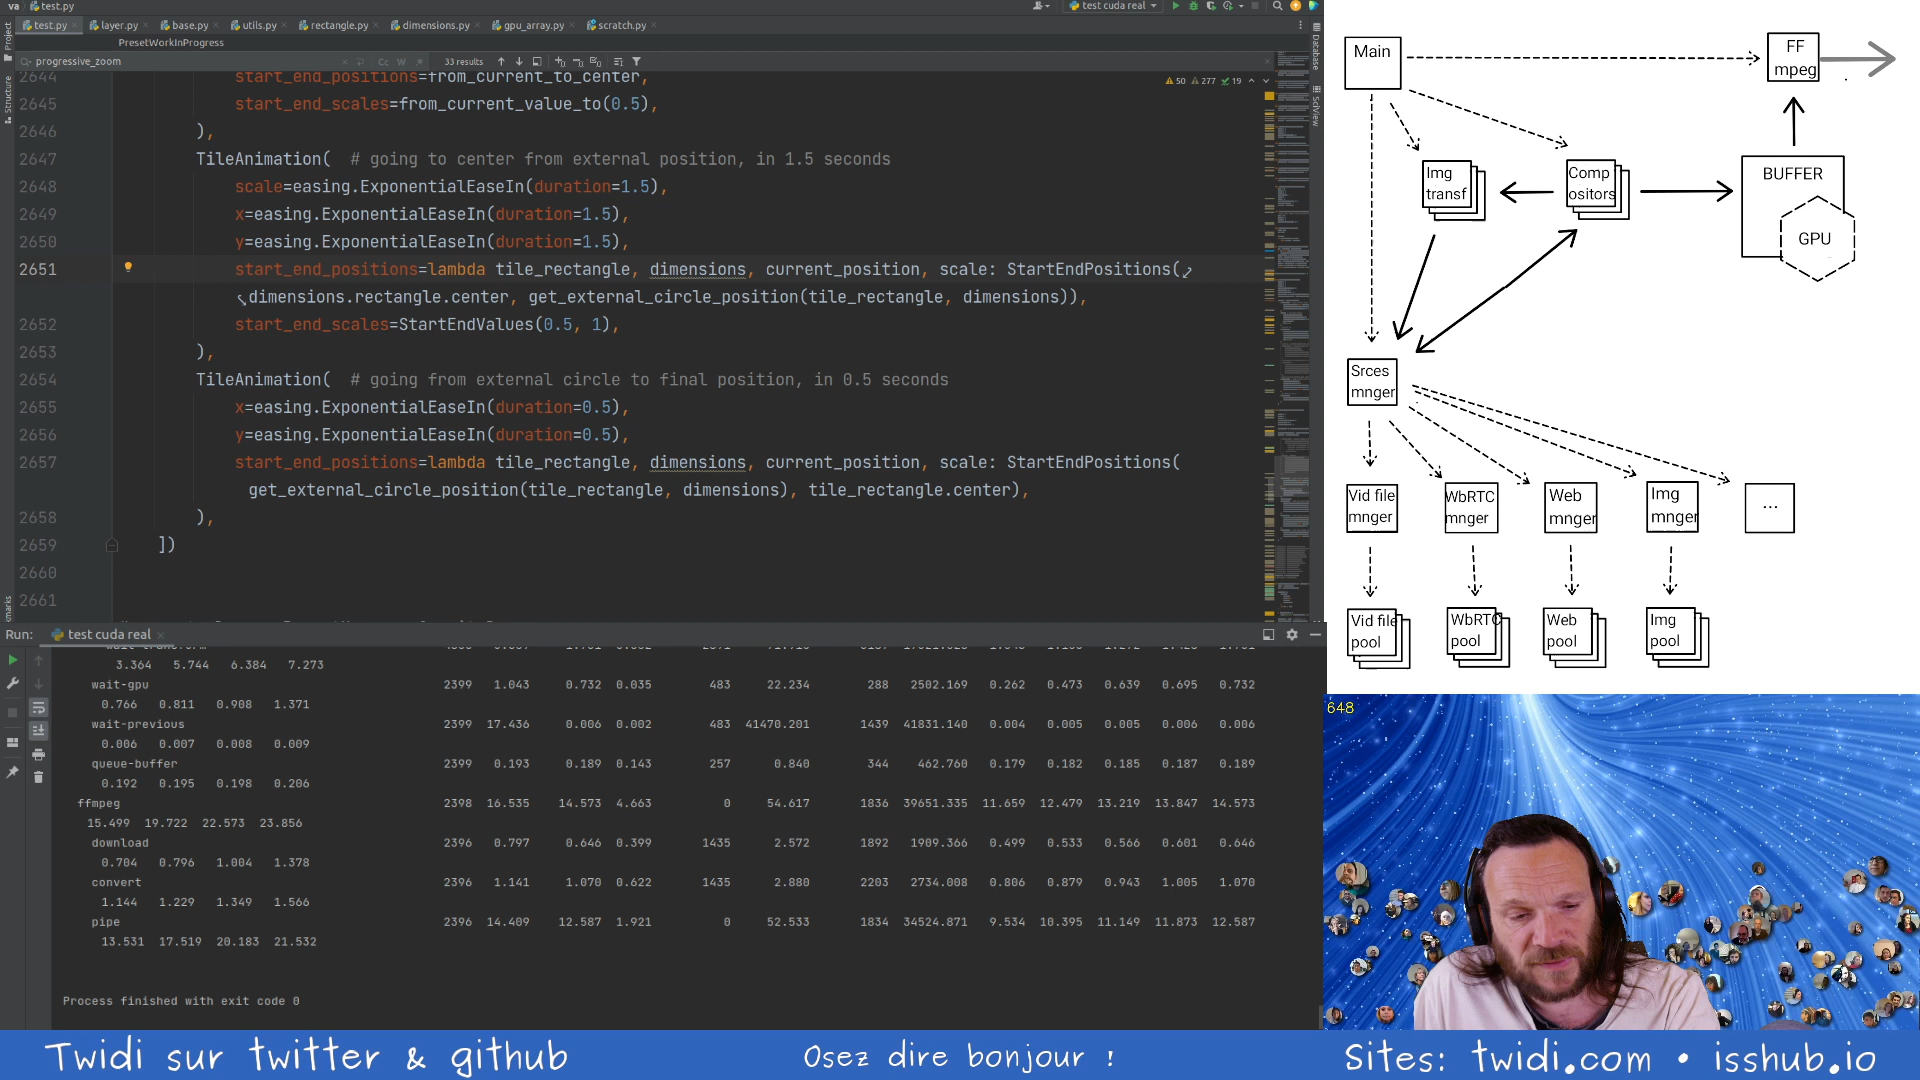 va test.py
test cuda real
test.py layer.py base.py utils.py rectangle.py dimensions.py gpu_array.py scratch.py
PresetWorkInProgress
progressive_zoom
Cc W
33 results
50 277 19
Project
Structure
Database
SciView
2644 start_end_positions=from_current_to_center,
2645 start_end_scales=from_current_value_to(0.5),
2646 ),
2647 TileAnimation( # going to center from external position, in 1.5 seconds
2648 scale=easing.ExponentialEaseIn(duration=1.5),
2649 x=easing.ExponentialEaseIn(duration=1.5),
2650 y=easing.ExponentialEaseIn(duration=1.5),
2651 start_end_positions=lambda tile_rectangle, dimensions, current_position, scale: StartEndPositions(
dimensions.rectangle.center, get_external_circle_position(tile_rectangle, dimensions)),
2652 start_end_scales=StartEndValues(0.5, 1),
2653 ),
2654 TileAnimation( # going from external circle to final position, in 0.5 seconds
2655 x=easing.ExponentialEaseIn(duration=0.5),
2656 y=easing.ExponentialEaseIn(duration=0.5),
2657 start_end_positions=lambda tile_rectangle, dimensions, current_position, scale: StartEndPositions(
get_external_circle_position(tile_rectangle, dimensions), tile_rectangle.center),
2658 ),
2659 ])
2660
2661
Run: test cuda real
3.364 5.744 6.384 7.273
wait-gpu 2399 1.043 0.732 0.035 483 22.234 288 2502.169 0.262 0.473 0.639 0.695 0.732
0.766 0.811 0.908 1.371
wait-previous 2399 17.436 0.006 0.002 483 41470.201 1439 41831.140 0.004 0.005 0.005 0.006 0.006
0.006 0.007 0.008 0.009
queue-buffer 2399 0.193 0.189 0.143 257 0.840 344 462.760 0.179 0.182 0.185 0.187 0.189
0.192 0.195 0.198 0.206
ffmpeg 2398 16.535 14.573 4.663 0 54.617 1836 39651.335 11.659 12.479 13.219 13.847 14.573
15.499 19.722 22.573 23.856
download 2396 0.797 0.646 0.399 1435 2.572 1892 1909.366 0.499 0.533 0.566 0.601 0.646
0.704 0.796 1.004 1.378
convert 2396 1.141 1.070 0.622 1435 2.880 2203 2734.008 0.806 0.879 0.943 1.005 1.070
1.144 1.229 1.349 1.566
pipe 2396 14.409 12.587 1.921 0 52.533 1834 34524.871 9.534 10.395 11.149 11.873 12.587
13.531 17.519 20.183 21.532
Process finished with exit code 0
Main
FF
mpeg
Img
transf
Comp
ositors
BUFFER
GPU
Srces
mnger
Vid file
mnger
WbRTC
mnger
Web
mnger
Img
mnger
...
Vid file
pool
WbRTC
pool
Web
pool
Img
pool
648
Twidi sur twitter & github
Osez dire bonjour !
Sites: twidi.com • isshub.io